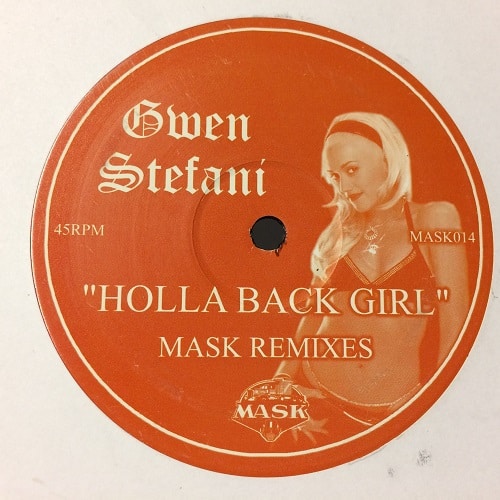 Gwen
Stefani
45RPM
MASK014
"HOLLA BACK GIRL"
MASK REMIXES
MASK